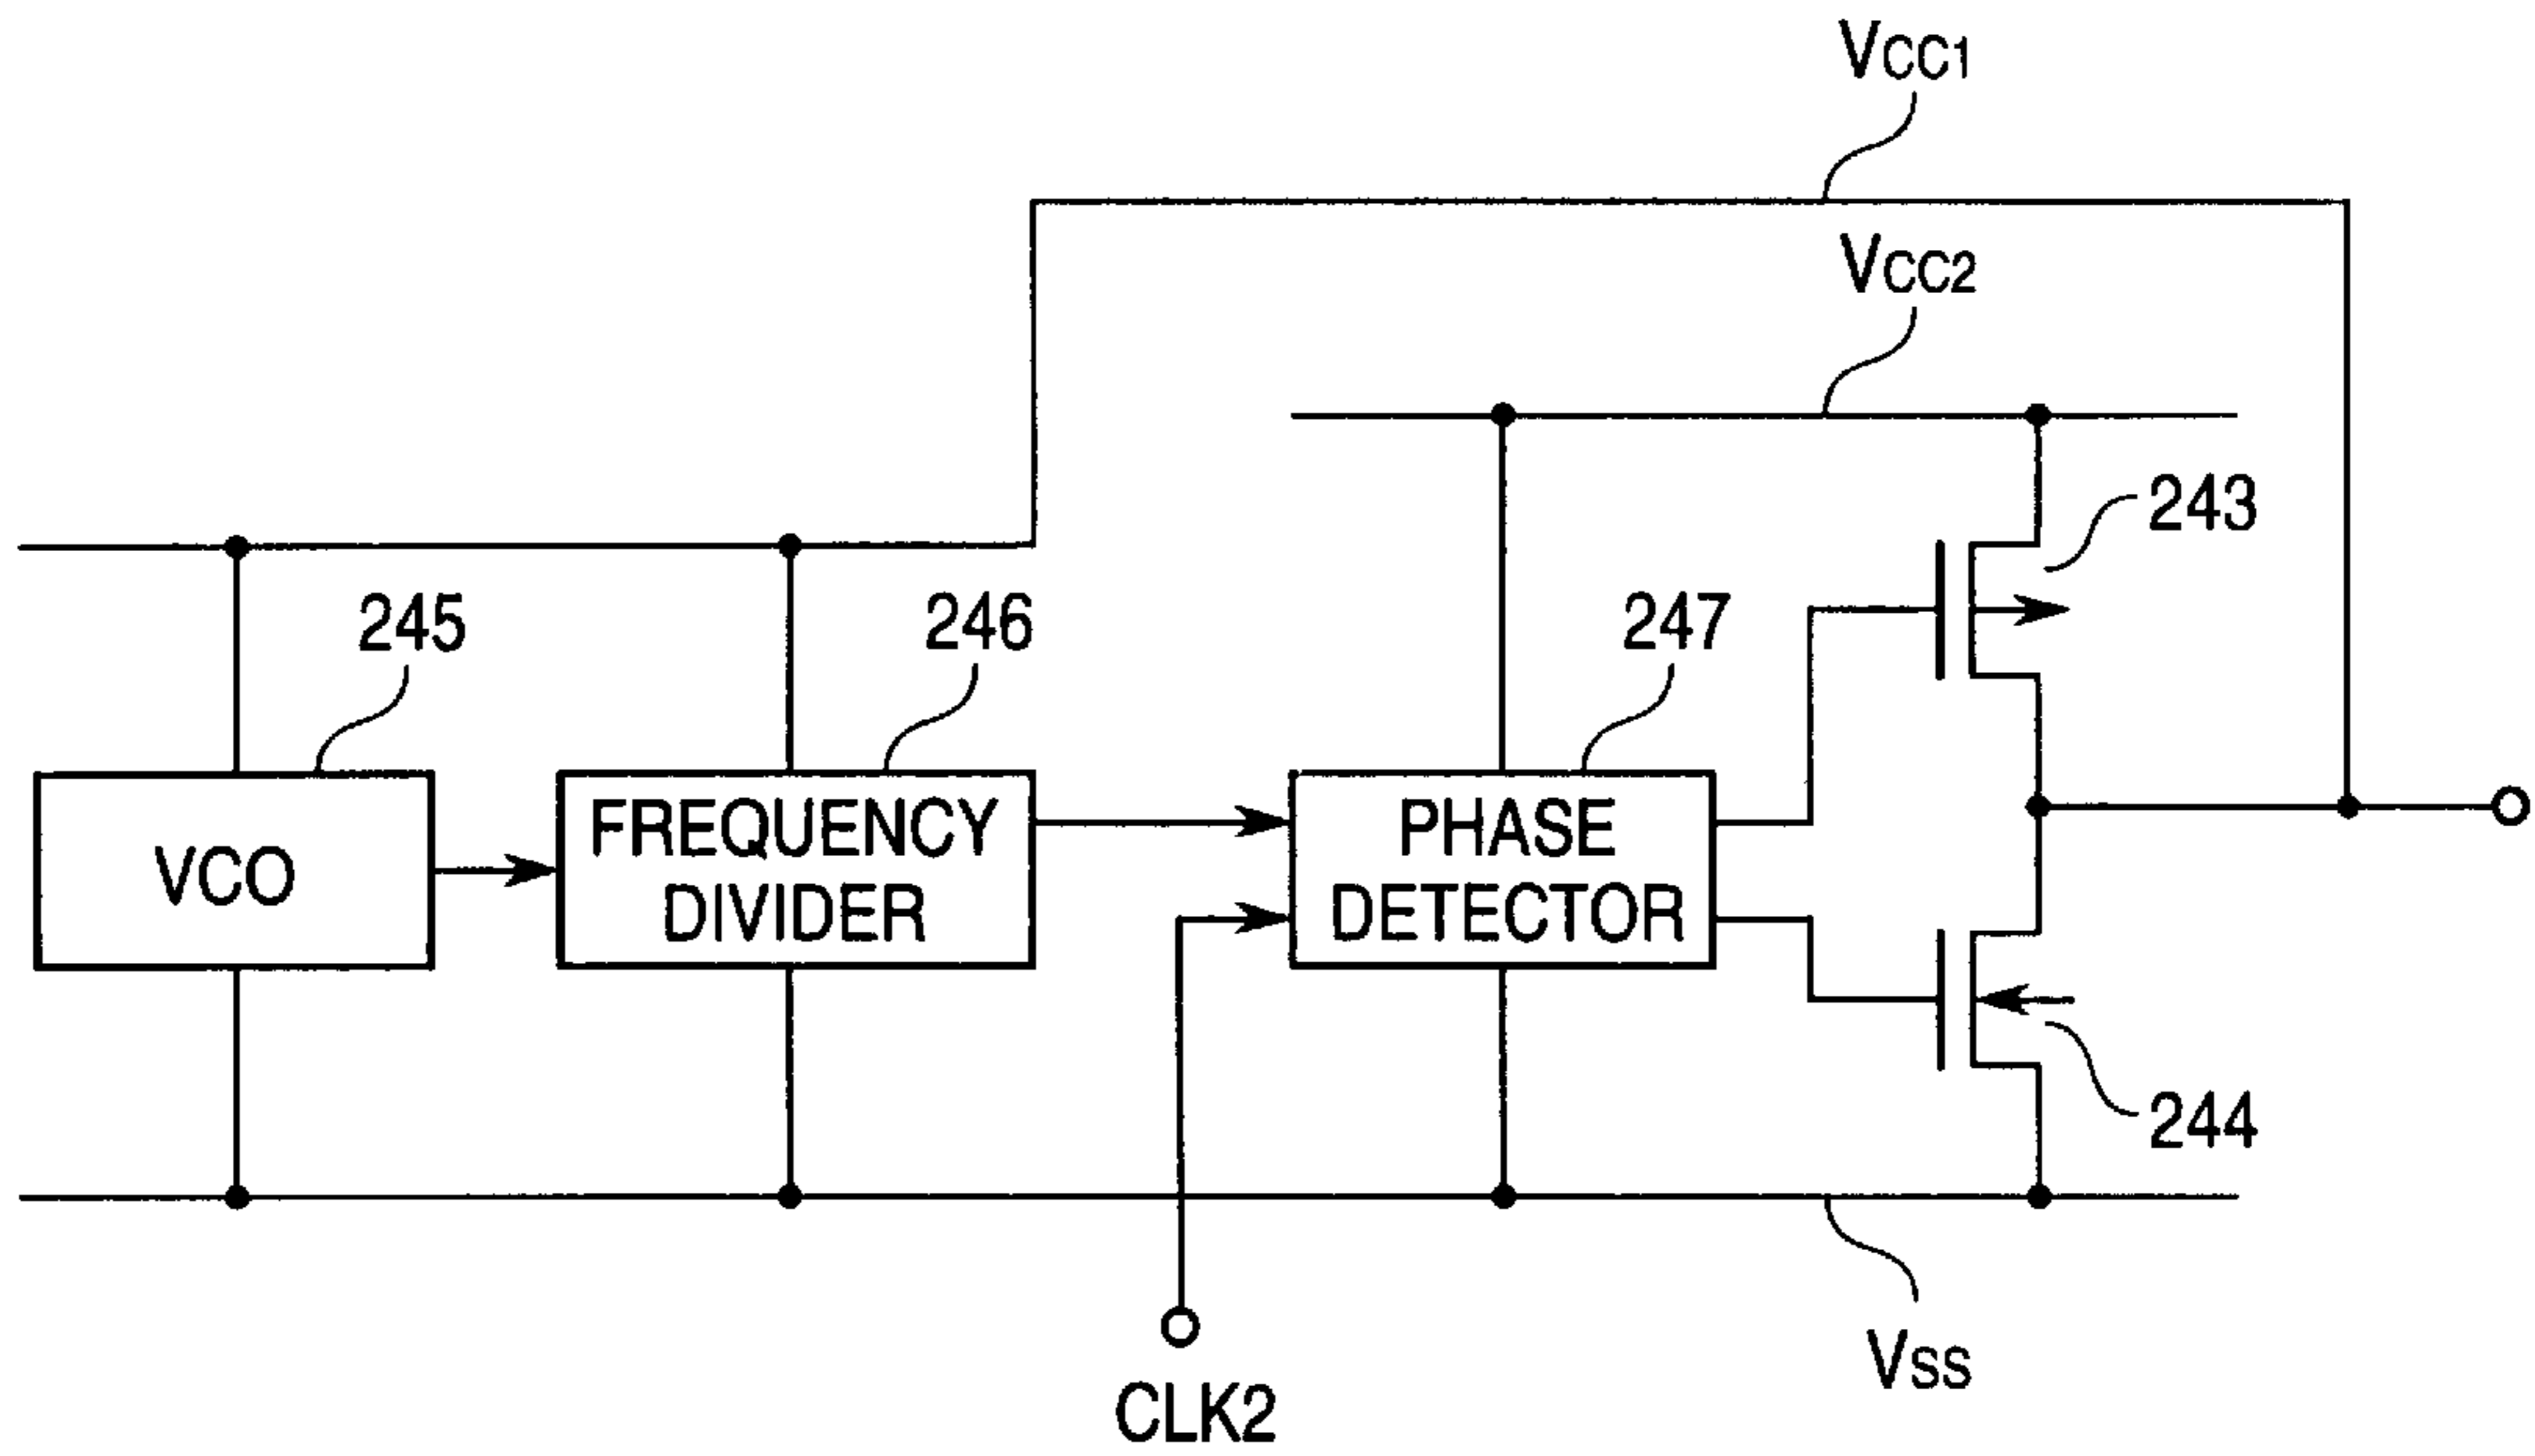 VCC1
VCC2
243
245
246
247
VCO
FREQUENCY
DIVIDER
PHASE
DETECTOR
244
VSS
CLK2